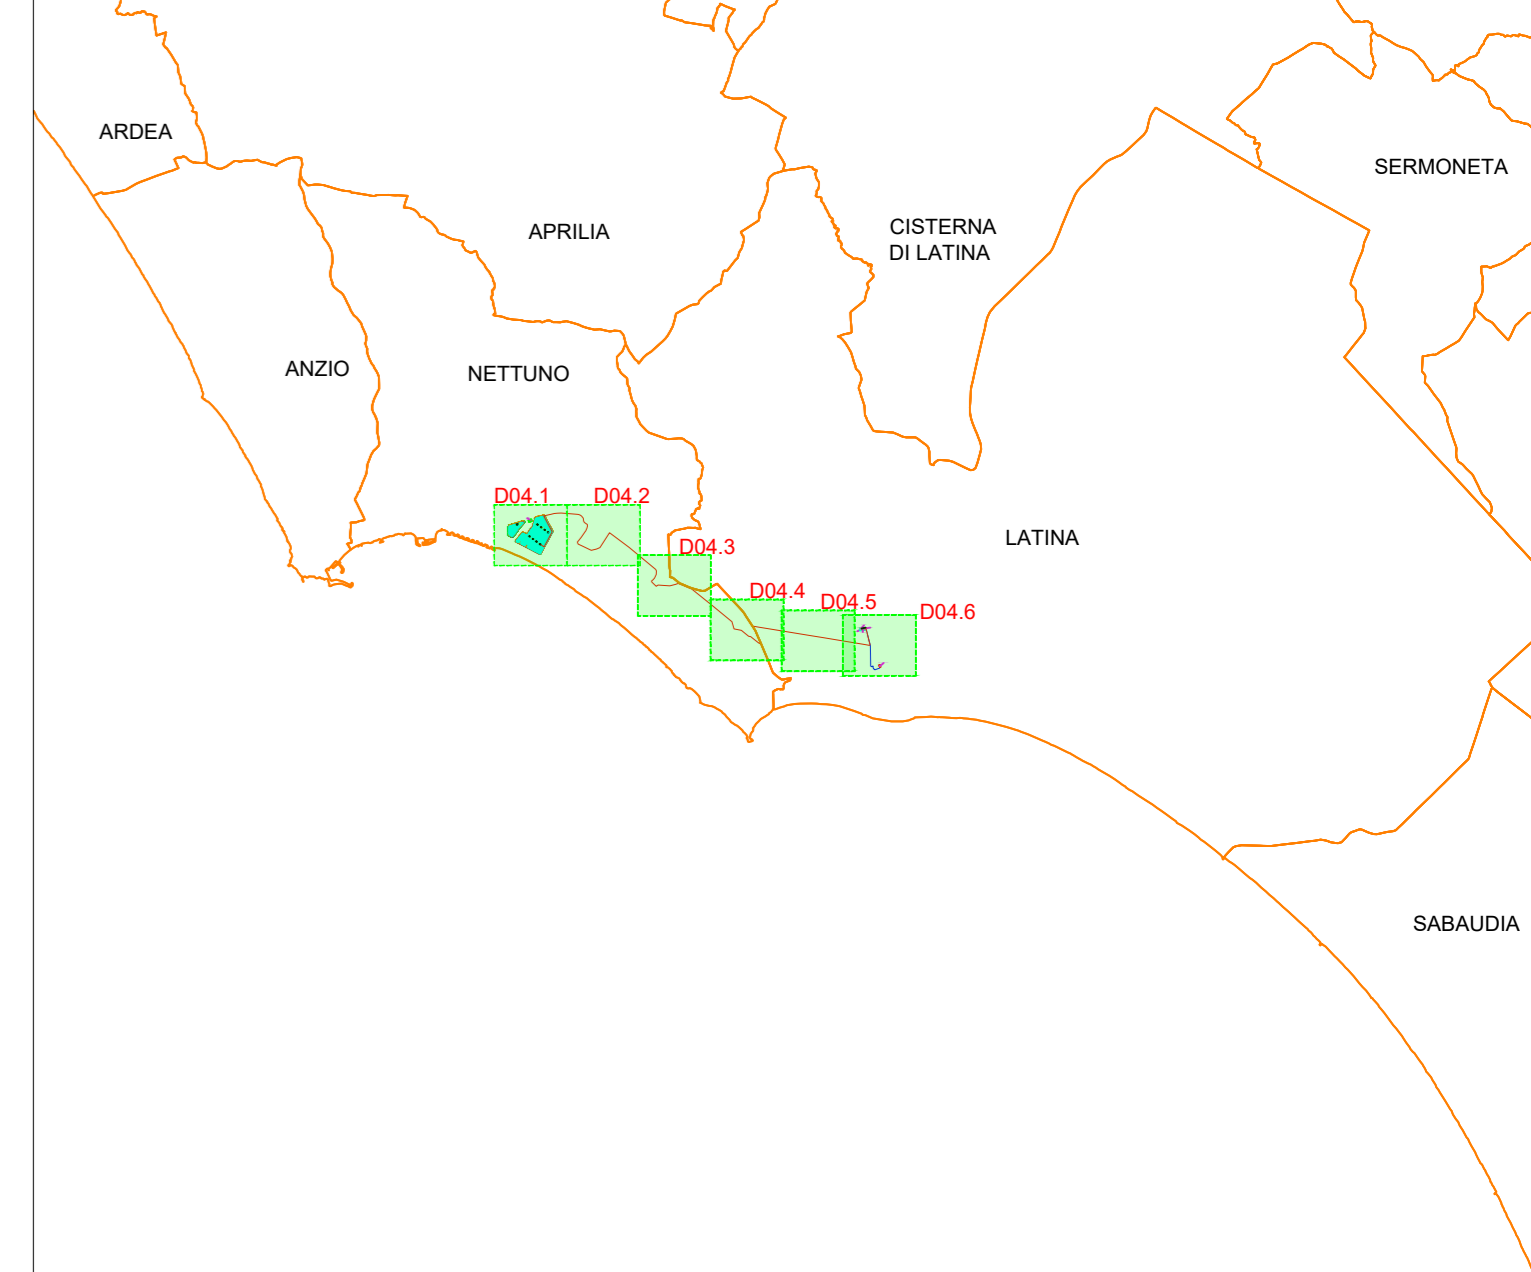 ARDEA
SERMONETA
APRILIA
CISTERNA
DI LATINA
ANZIO
NETTUNO
D04.1
D04.2
LATINA
D04.3
D04.4
D04.5
D04.6
SABAUDIA